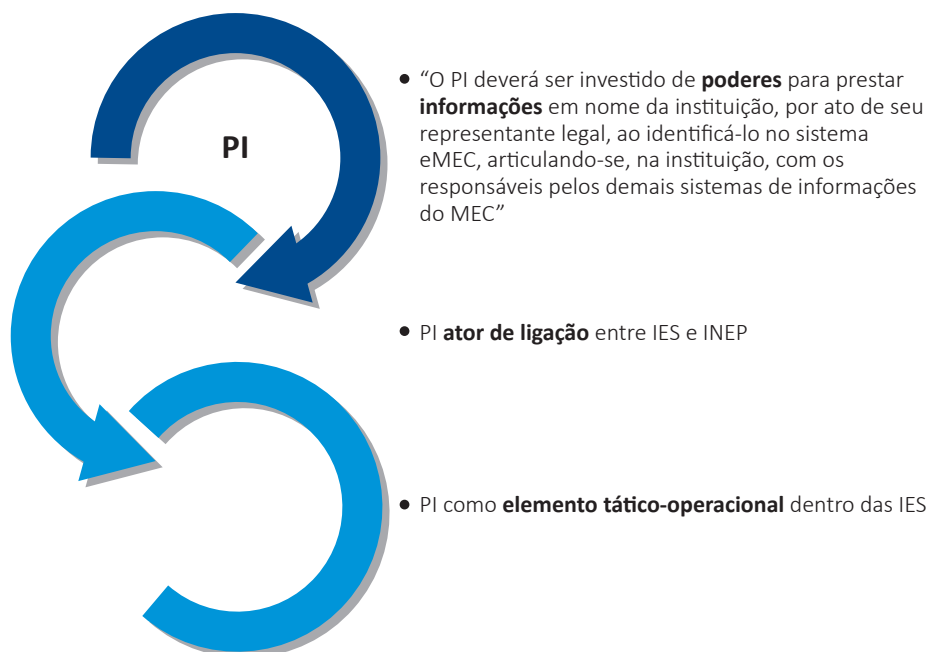 PI
• “O PI deverá ser investido de poderes para prestar
informações em nome da instituição, por ato de seu
representante legal, ao identificá-lo no sistema
eMEC, articulando-se, na instituição, com os
responsáveis pelos demais sistemas de informações
do MEC”
• PI ator de ligação entre IES e INEP
• PI como elemento tático-operacional dentro das IES